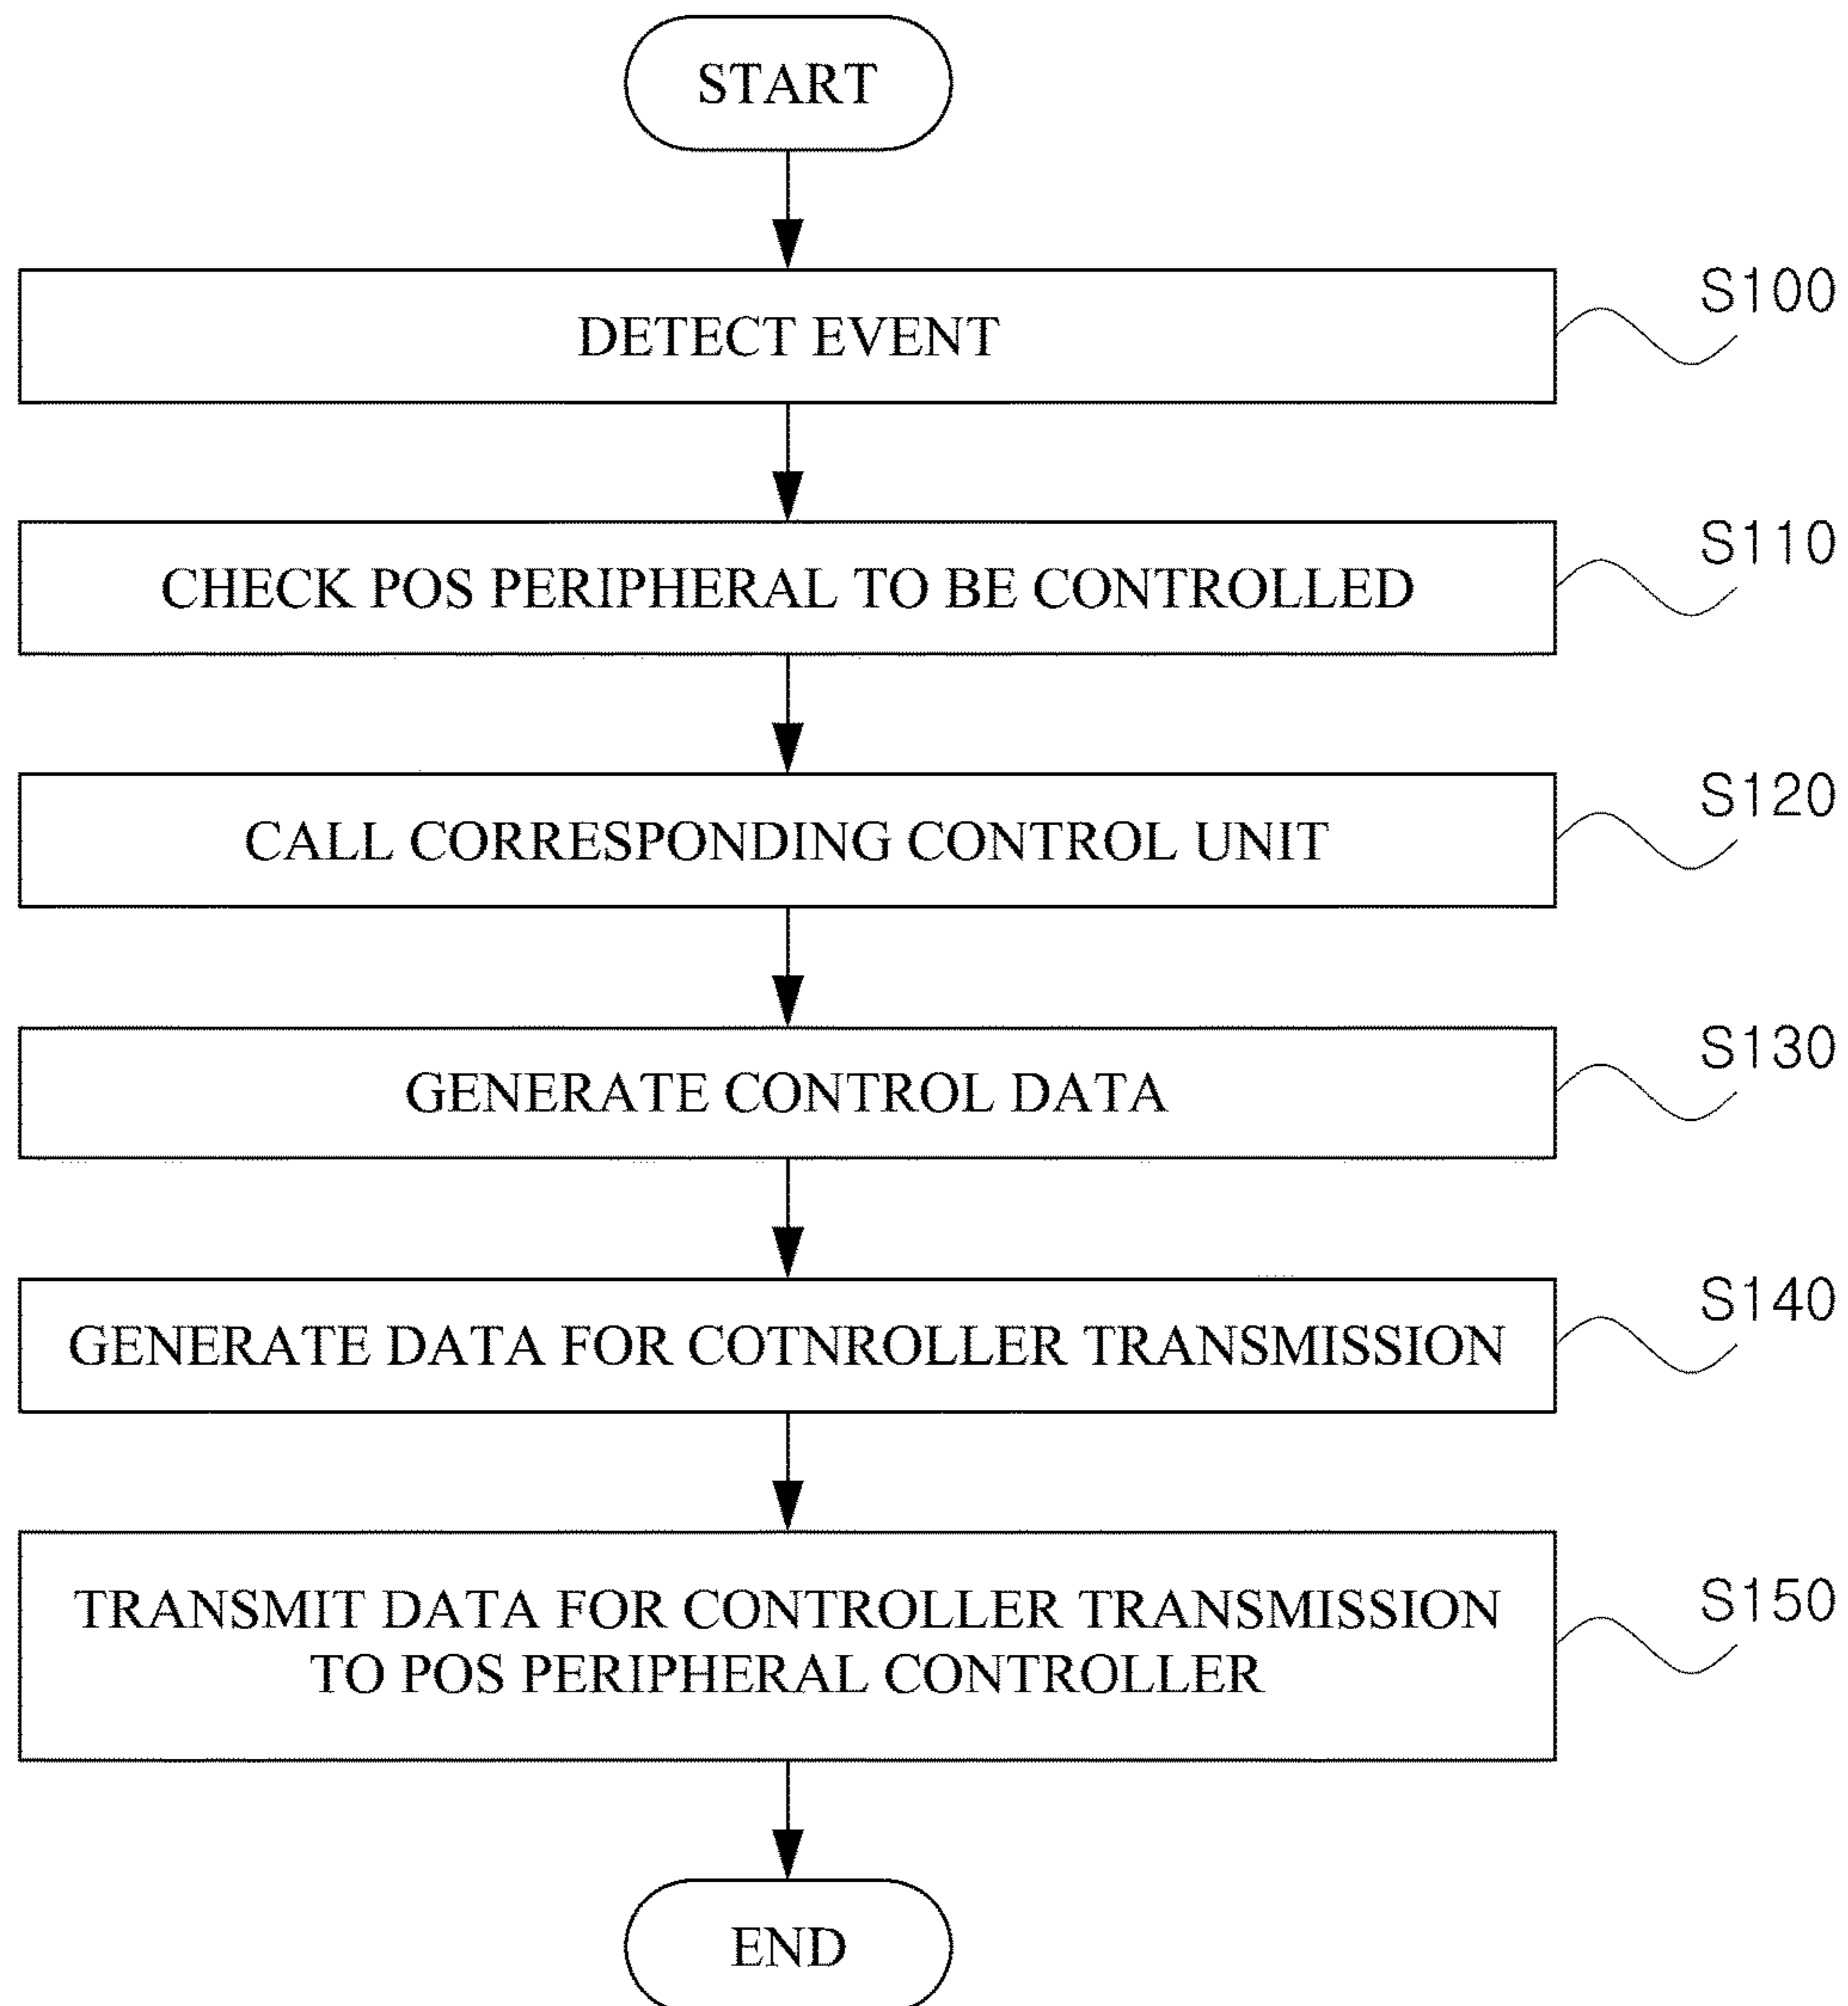 START
DETECT EVENT
S100
CHECK POS PERIPHERAL TO BE CONTROLLED
S110
CALL CORRESPONDING CONTROL UNIT
S120
GENERATE CONTROL DATA
S130
GENERATE DATA FOR COTNROLLER TRANSMISSION
S140
TRANSMIT DATA FOR CONTROLLER TRANSMISSION
TO POS PERIPHERAL CONTROLLER
S150
END